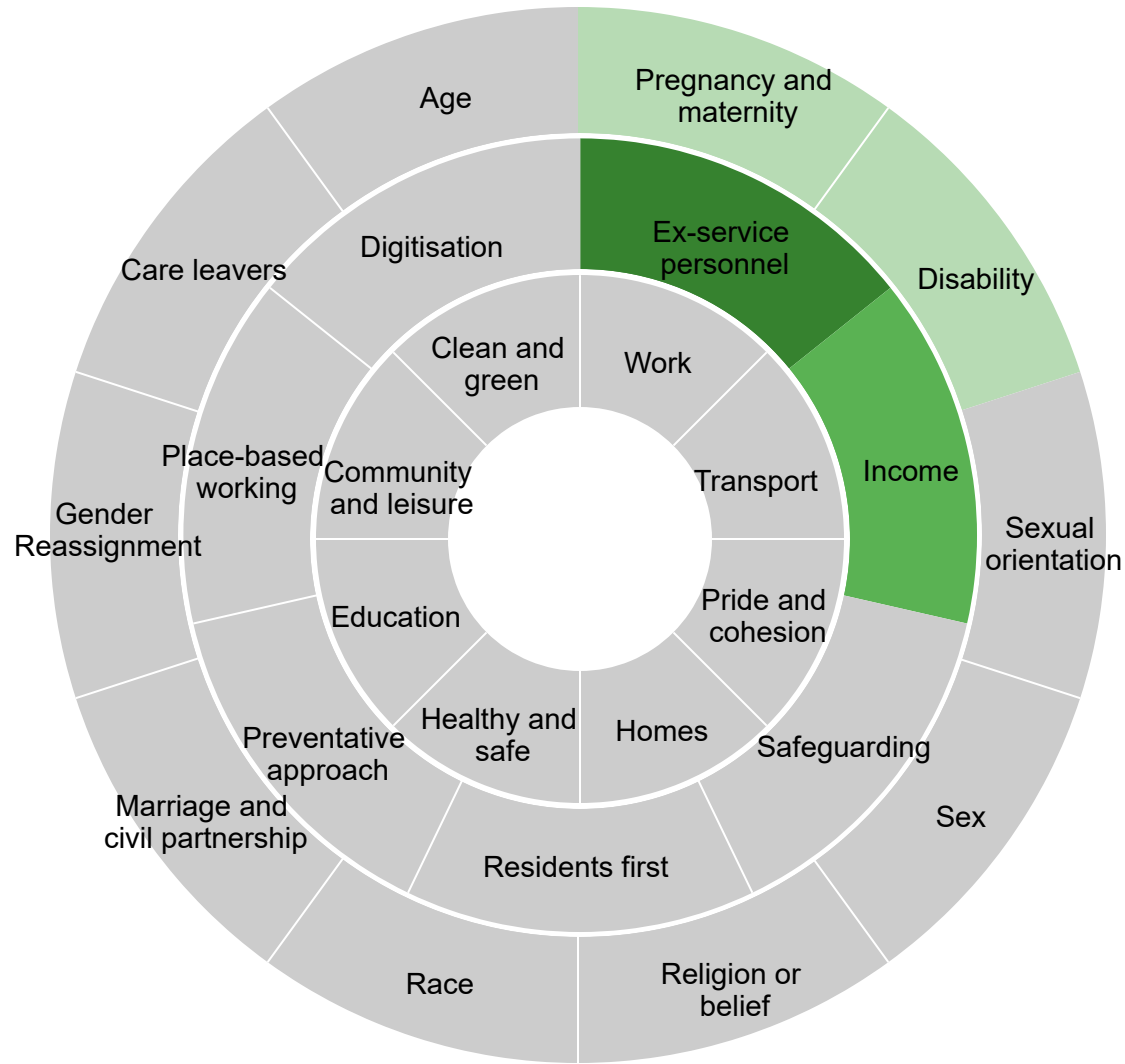 Pregnancy and
maternity
Age
Ex-service
personnel
Digitisation
Care leavers
Disability
Clean and
green
Work
Place-based
working
Community
and leisure
Transport
Income
Gender
Reassignment
Sexual
orientation
Education
Pride and
cohesion
Healthy and
safe
Homes
Preventative
approach
Safeguarding
Marriage and
civil partnership
Sex
Residents first
Race
Religion or
belief